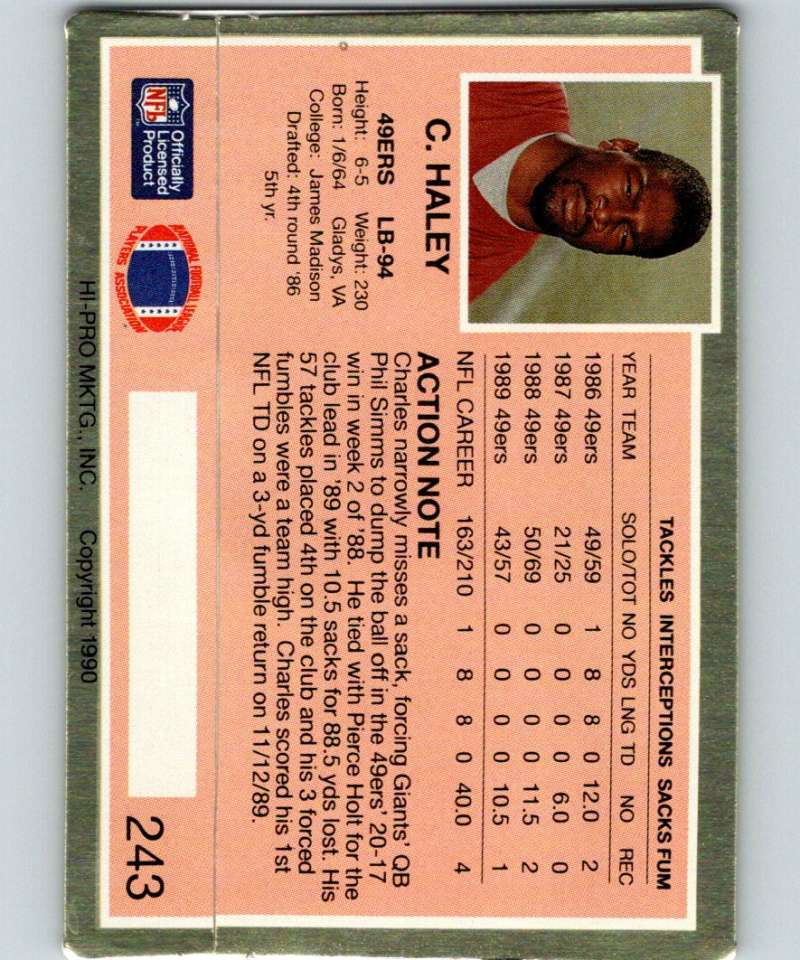 C. HALEY
49ERS LB-94
Height: 6-5 Weight: 230
Born: 1/6/64 Gladys, VA
College: James Madison
Drafted: 4th round '86
5th yr.
TACKLES INTERCEPTIONS SACKS FUM
YEAR TEAM SOLO/TOT NO YDS LNG TD NO REC
1986 49ers 49/59 1 8 8 0 12.0 2
1987 49ers 21/25 0 0 0 0 6.0 0
1988 49ers 50/69 0 0 0 0 11.5 2
1989 49ers 43/57 0 0 0 0 10.5 1
NFL CAREER 163/210 1 8 8 0 40.0 4
ACTION NOTE
Charles narrowly misses a sack, forcing Giants' QB
Phil Simms to dump the ball off in the 49ers' 20-17
win in week 2 of '88. He tied with Pierce Holt for the
club lead in '89 with 10.5 sacks for 88.5 yds lost. His
57 tackles placed 4th on the club and his 3 forced
fumbles were a team high. Charles scored his 1st
NFL TD on a 3-yd fumble return on 11/12/89.
NFL
Officially
Licensed
Product
NATIONAL FOOTBALL LEAGUE
PLAYERS ASSOCIATION
243
HI-PRO MKTG., INC. Copyright 1990